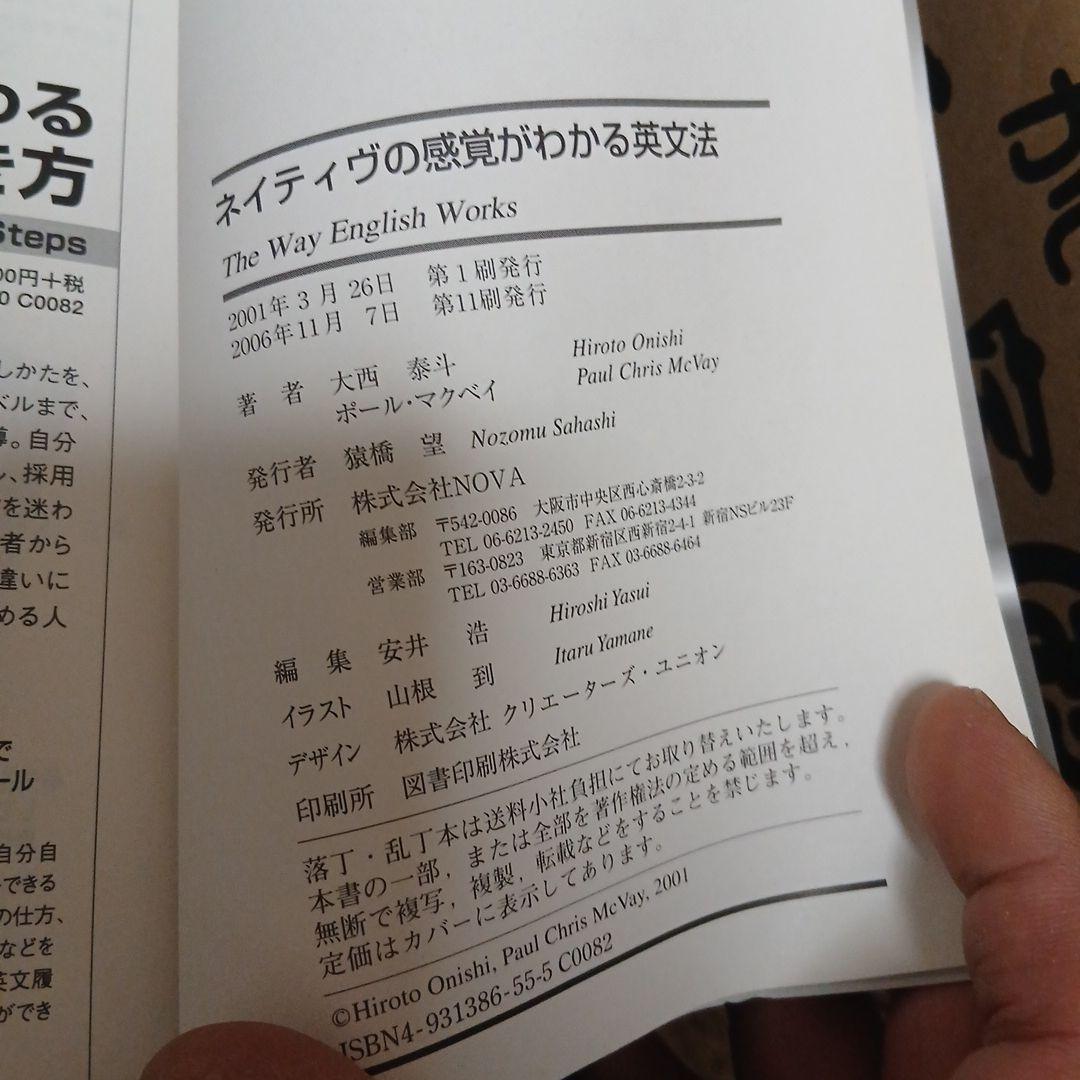 わる
き方
Steps
00円+税
0 C0082
しかたを、
ベルまで、
導。自分
ル、採用
を迷わ
者から
違いに
める人
で
ール
自分自
できる
の仕方、
などを
英文履
ができ
ネイティヴの感覚がわかる英文法
The Way English Works
2001年 3月 26日 第1刷発行
2006年11月 7日 第11刷発行
著 者 大西 泰斗 Hiroto Onishi
ポール・マクベイ Paul Chris McVay
発行者 猿橋 望 Nozomu Sahashi
発行所 株式会社NOVA
編集部 〒542-0086 大阪市中央区西心斎橋2-3-2
TEL 06-6213-2450 FAX 06-6213-4344
営業部 〒163-0823 東京都新宿区西新宿2-4-1 新宿NSビル23F
TEL 03-6688-6363 FAX 03-6688-6464
編 集 安井 浩 Hiroshi Yasui
イラスト 山根 到 Itaru Yamane
デザイン 株式会社 クリエーターズ・ユニオン
印刷所 図書印刷株式会社
落丁・乱丁本は送料小社負担にてお取り替えいたします。
本書の一部，または全部を著作権法の定める範囲を超え，
無断で複写，複製，転載などをすることを禁じます。
定価はカバーに表示してあります。
©Hiroto Onishi, Paul Chris McVay, 2001
ISBN4-931386-55-5 C0082